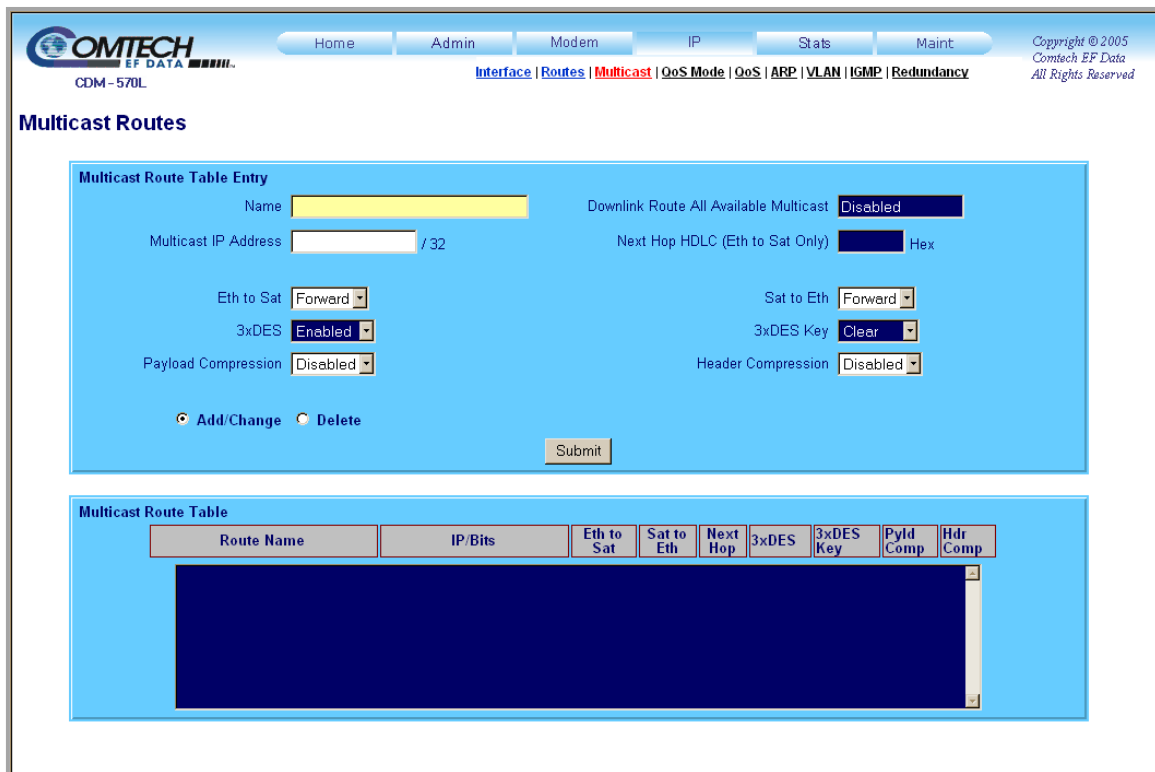 COMTECH
EF DATA
CDM-570L
Home Admin Modem IP Stats Maint
Interface | Routes | Multicast | QoS Mode | QoS | ARP | VLAN | IGMP | Redundancy
Copyright © 2005
Comtech EF Data
All Rights Reserved
Multicast Routes
Multicast Route Table Entry
Name
Downlink Route All Available Multicast Disabled
Multicast IP Address / 32
Next Hop HDLC (Eth to Sat Only) Hex
Eth to Sat Forward
Sat to Eth Forward
3xDES Enabled
3xDES Key Clear
Payload Compression Disabled
Header Compression Disabled
Add/Change Delete
Submit
Multicast Route Table
Route Name IP/Bits Eth to Sat Sat to Eth Next Hop 3xDES 3xDES Key Pyld Comp Hdr Comp